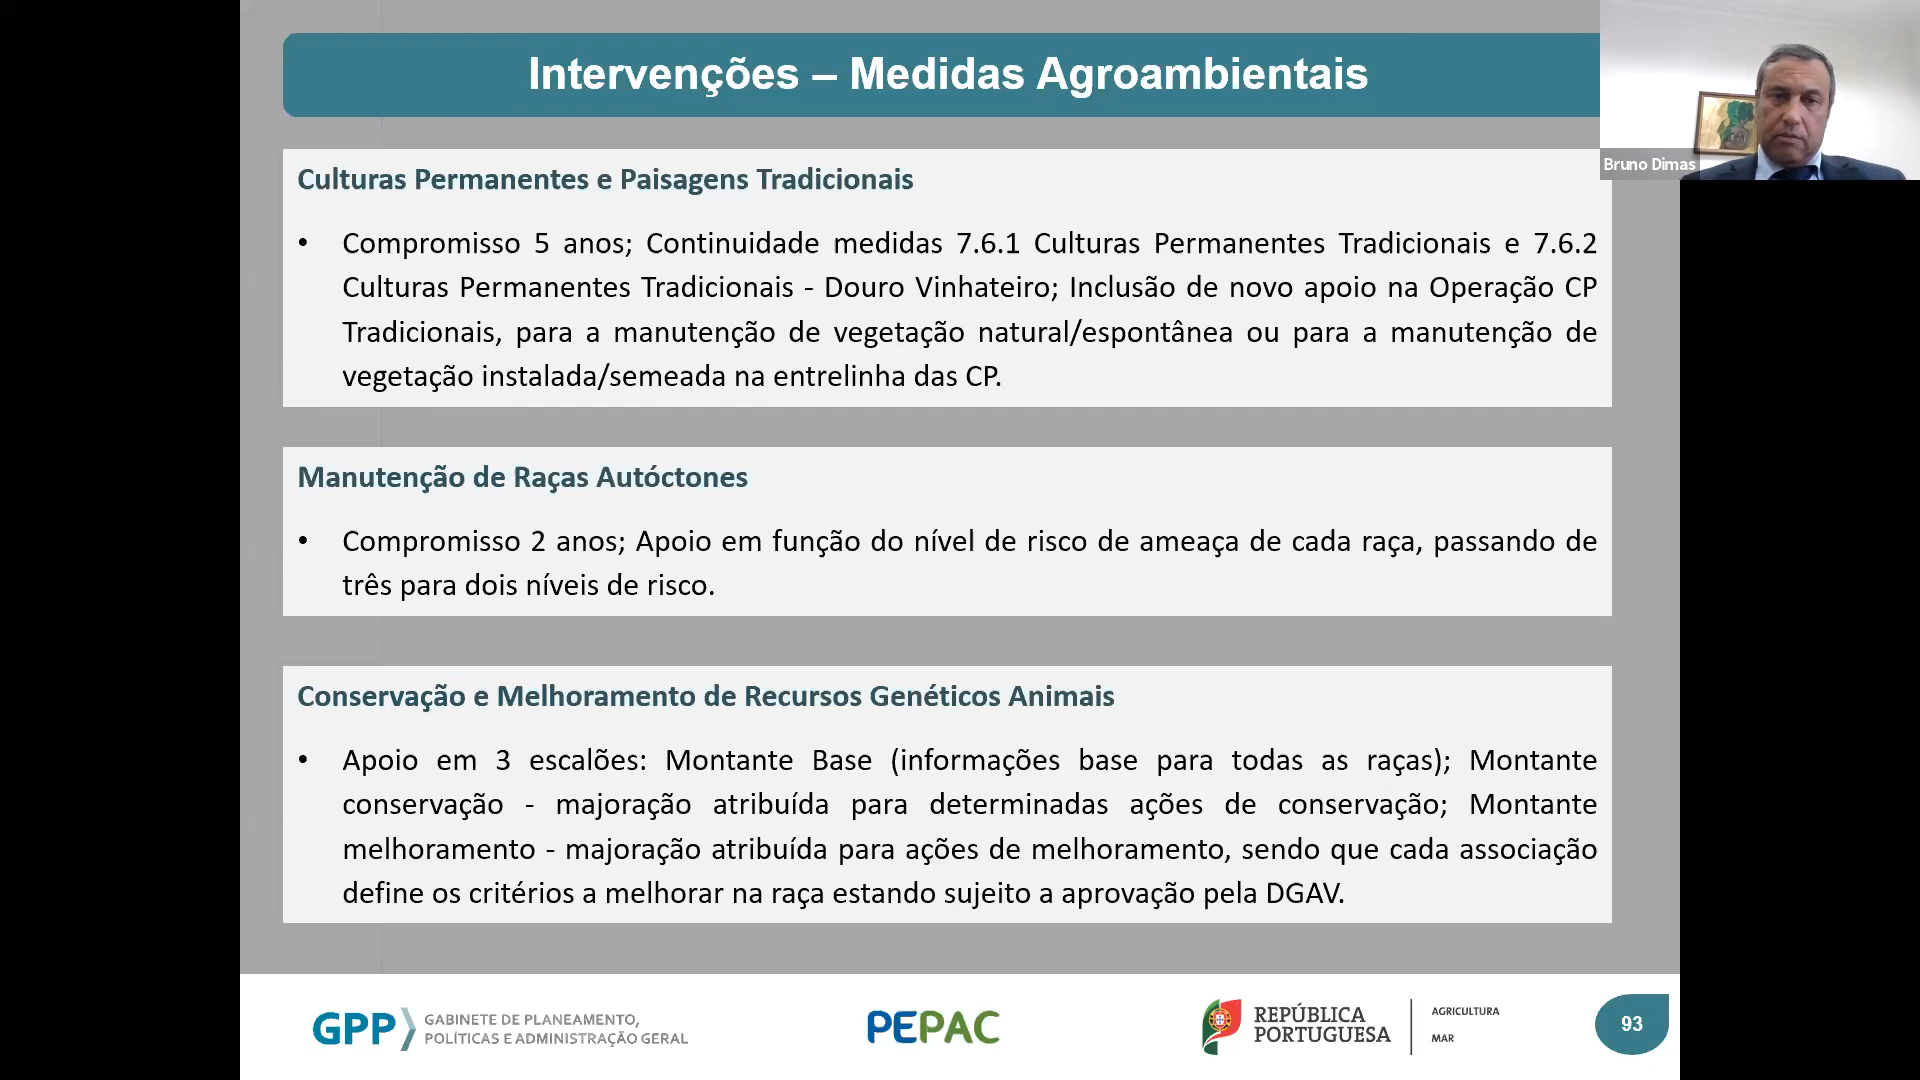 Intervenções – Medidas Agroambientais
Bruno Dimas
Culturas Permanentes e Paisagens Tradicionais
• Compromisso 5 anos; Continuidade medidas 7.6.1 Culturas Permanentes Tradicionais e 7.6.2
Culturas Permanentes Tradicionais - Douro Vinhateiro; Inclusão de novo apoio na Operação CP
Tradicionais, para a manutenção de vegetação natural/espontânea ou para a manutenção de
vegetação instalada/semeada na entrelinha das CP.
Manutenção de Raças Autóctones
• Compromisso 2 anos; Apoio em função do nível de risco de ameaça de cada raça, passando de
três para dois níveis de risco.
Conservação e Melhoramento de Recursos Genéticos Animais
• Apoio em 3 escalões: Montante Base (informações base para todas as raças); Montante
conservação - majoração atribuída para determinadas ações de conservação; Montante
melhoramento - majoração atribuída para ações de melhoramento, sendo que cada associação
define os critérios a melhorar na raça estando sujeito a aprovação pela DGAV.
GPP
GABINETE DE PLANEAMENTO,
POLÍTICAS E ADMINISTRAÇÃO GERAL
PEPAC
REPÚBLICA
PORTUGUESA
AGRICULTURA
MAR
93